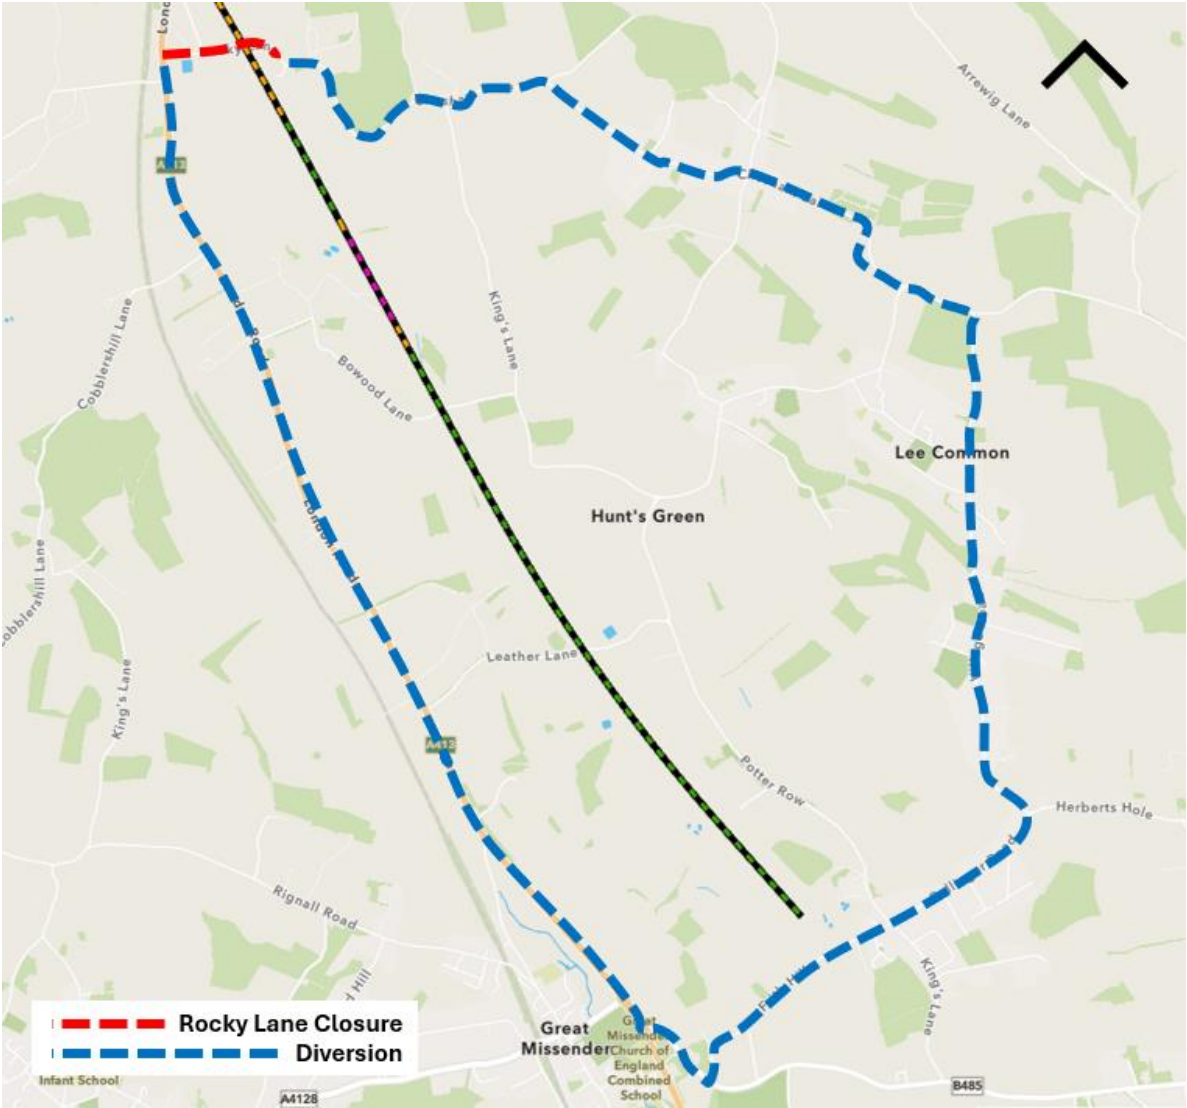 Lond
Arrewig Lane
King's Lane
Cobblershill Lane
Bowood Lane
Lee Common
Hunt's Green
Cobblershill Lane
Leather Lane
King's Lane
A413
Potter Row
Herberts Hole
Rignall Road
King's Lane
Great
Missenden
Great
Missenden
Church of
England
Combined
School
Rocky Lane Closure
Diversion
Infant School
A4128
B485